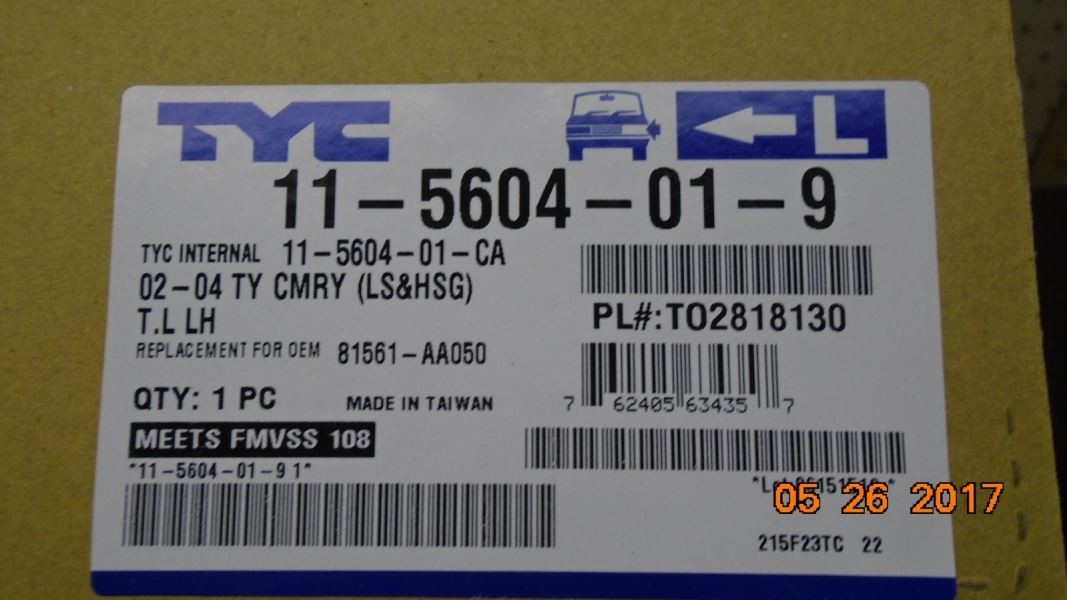 TYC
L
11-5604-01-9
TYC INTERNAL 11-5604-01-CA
02-04 TY CMRY (LS&HSG)
T.L LH
PL#:TO2818130
REPLACEMENT FOR OEM 81561-AA050
7 62405 63435 7
QTY: 1 PC MADE IN TAIWAN
MEETS FMVSS 108
*11-5604-01-9 1*
05 26 2017
215F23TC 22